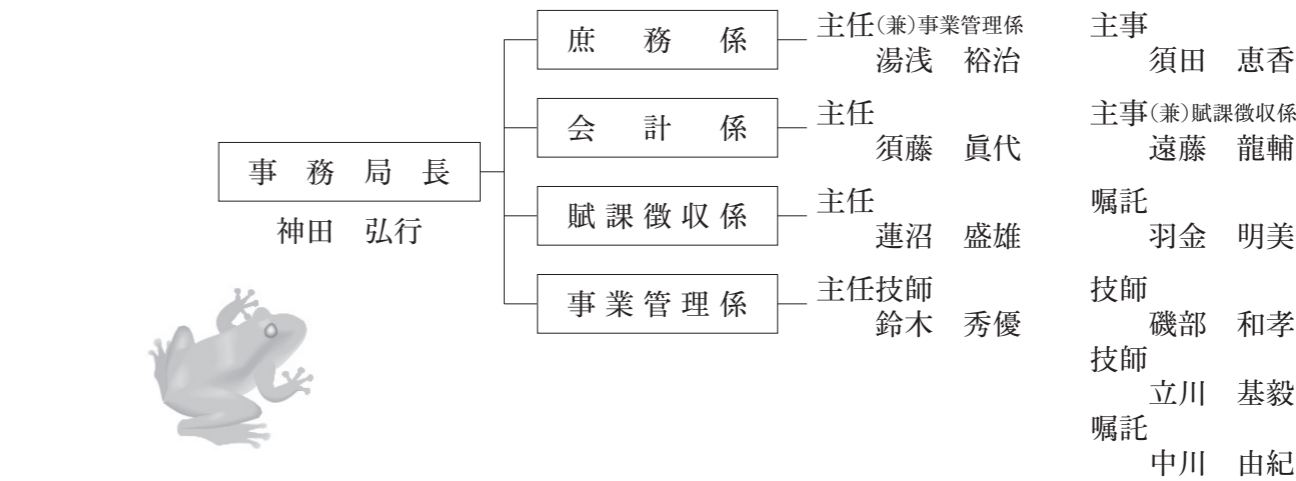 事務局長
神田　弘行
庶務係
主任(兼)事業管理係
湯浅　裕治
主事
須田　恵香
会計係
主任
須藤　眞代
主事(兼)賦課徴収係
遠藤　龍輔
賦課徴収係
主任
蓮沼　盛雄
嘱託
羽金　明美
事業管理係
主任技師
鈴木　秀優
技師
磯部　和孝
技師
立川　基毅
嘱託
中川　由紀